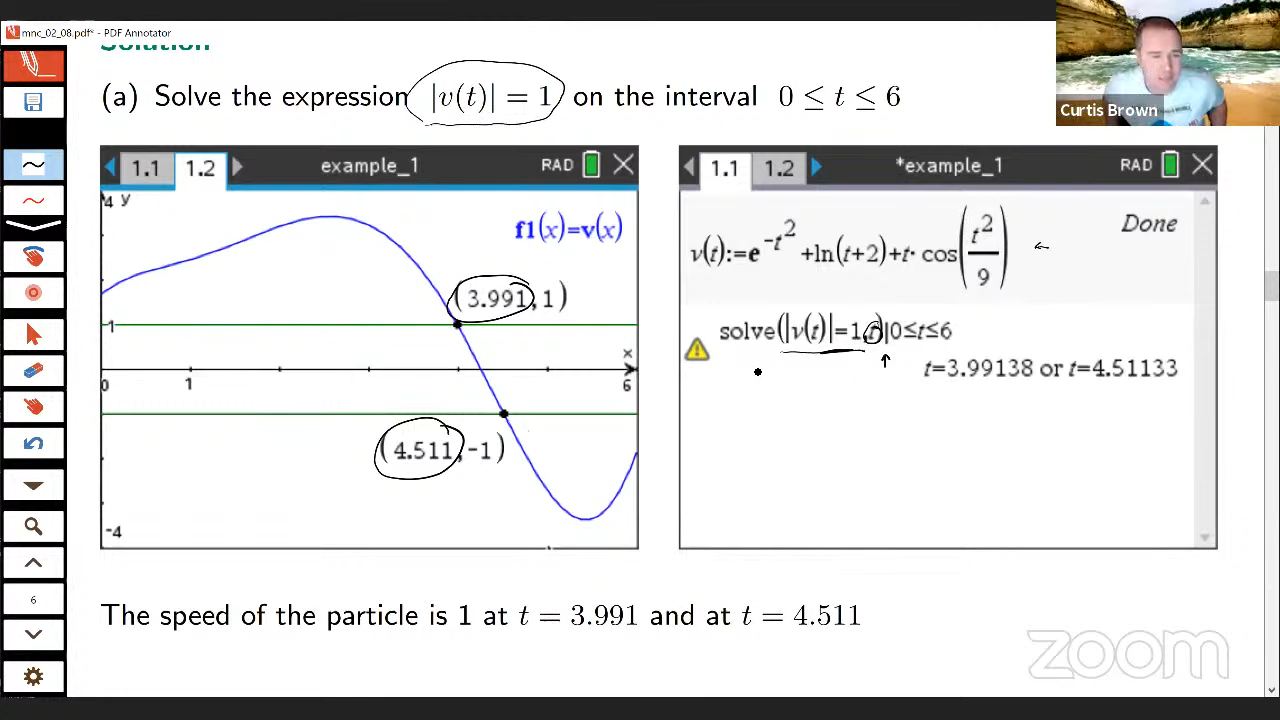 mnc_02_08.pdf* - PDF Annotator
Solution
(a) Solve the expression |v(t)| = 1 on the interval 0 ≤ t ≤ 6
Curtis Brown
1.1 1.2 example_1 RAD
4 y
f1(x)=v(x)
(3.991,1)
1
x
0 1 6
(4.511,-1)
-4
1.1 1.2 *example_1 RAD
v(t):=e^(-t^2)+ln(t+2)+t·cos(t^2/9) Done
solve(|v(t)|=1,t)|0≤t≤6
t=3.99138 or t=4.51133
6
The speed of the particle is 1 at t = 3.991 and at t = 4.511
zoom